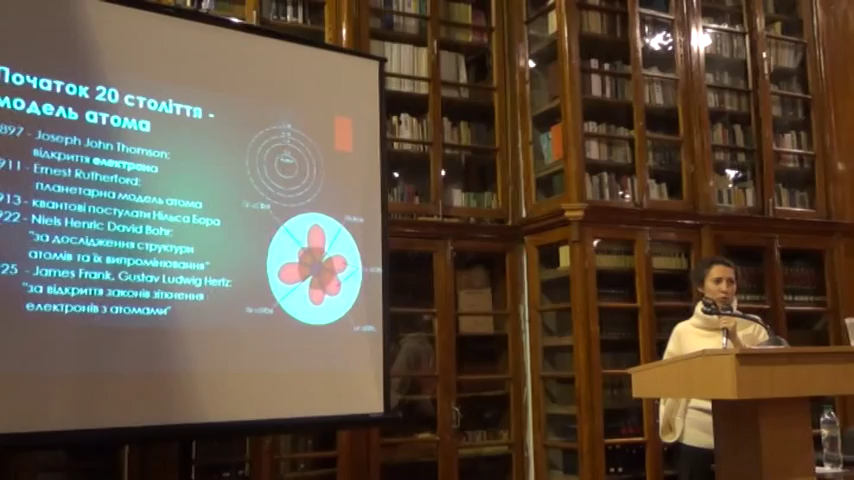 Початок 20 століття -
модель атома
897 - Joseph John Thomson;
відкриття електрона
911 - Ernest Rutherford;
планетарна модель атома
913 - квантові постулати Нільса Бора
922 - Niels Henric David Bohr:
"за дослідження структури
атомів та їх випромінювання"
25 - James Frank, Gustav Ludwig Hertz:
"за відкриття законів зіткнення
електронів з атомами"